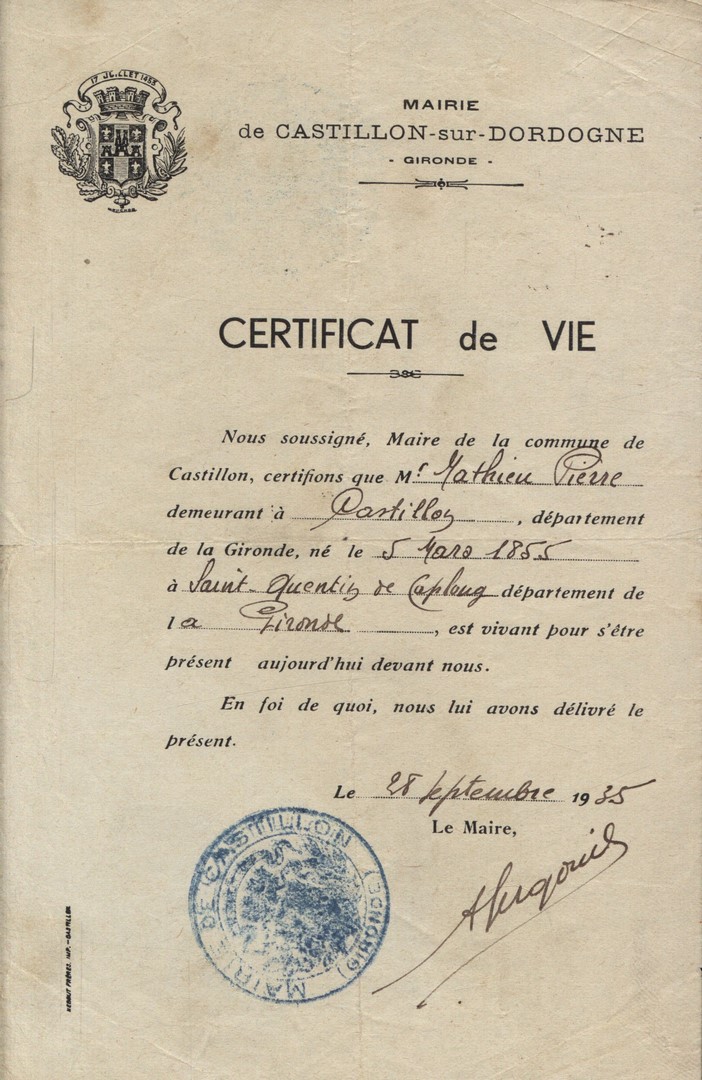 17 JUILLET 1453
MAIRIE
de CASTILLON-sur-DORDOGNE
- GIRONDE -
CERTIFICAT de VIE
Nous soussigné, Maire de la commune de
Castillon, certifions que Mr Mathieu Pierre
demeurant à Castillon, département
de la Gironde, né le 5 Mars 1855
à Saint-Quentin de Caplong département de
la Gironde, est vivant pour s'être
présent aujourd'hui devant nous.
En foi de quoi, nous lui avons délivré le
présent.
Le 28 septembre 1935
Le Maire,
MAIRIE DE CASTILLON
(GIRONDE)
FRÈRES. IMP. - CASTILLON